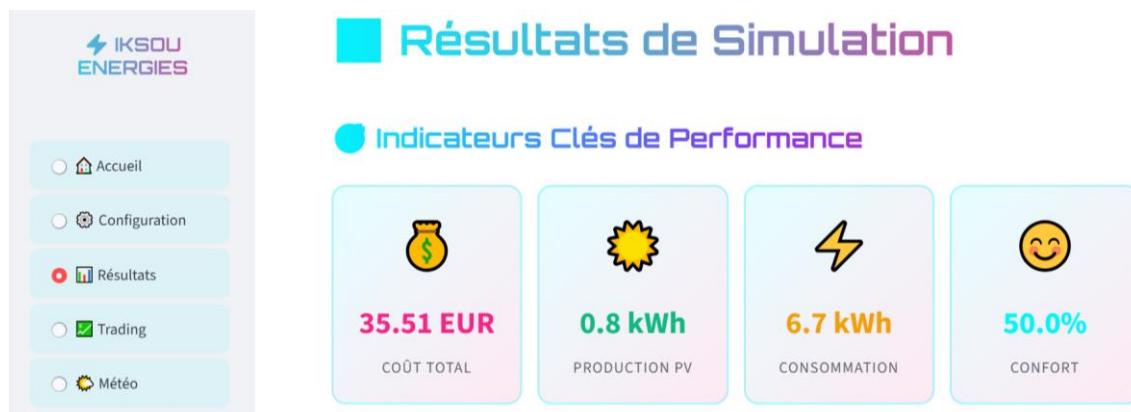 IKSOU
ENERGIES
Accueil
Configuration
Résultats
Trading
Météo
Résultats de Simulation
Indicateurs Clés de Performance
35.51 EUR
COÛT TOTAL
0.8 kWh
PRODUCTION PV
6.7 kWh
CONSOMMATION
50.0%
CONFORT